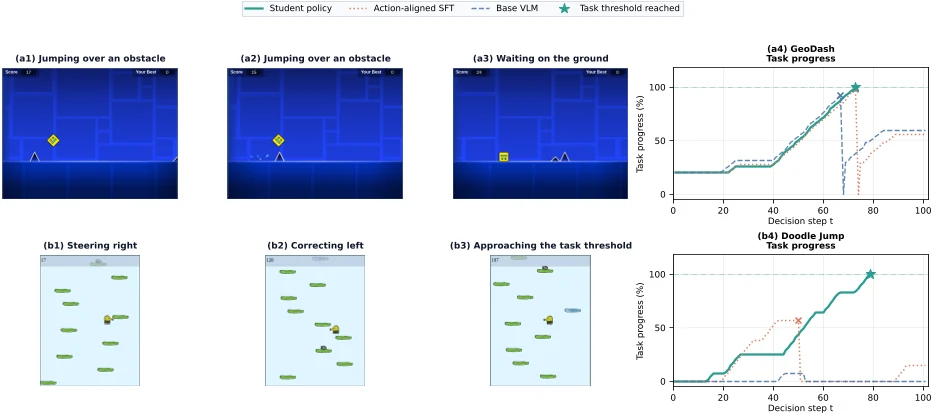 Student policy Action-aligned SFT Base VLM Task threshold reached
(a1) Jumping over an obstacle
Score 17 Your Best 0
(a2) Jumping over an obstacle
Score 15 Your Best 0
(a3) Waiting on the ground
Score 24 Your Best 0
(a4) GeoDash
Task progress
Task progress (%)
100
50
0
0 20 40 60 80 100
Decision step t
(b1) Steering right
(b2) Correcting left
(b3) Approaching the task threshold
(b4) Doodle Jump
Task progress
Task progress (%)
100
50
0
0 20 40 60 80 100
Decision step t